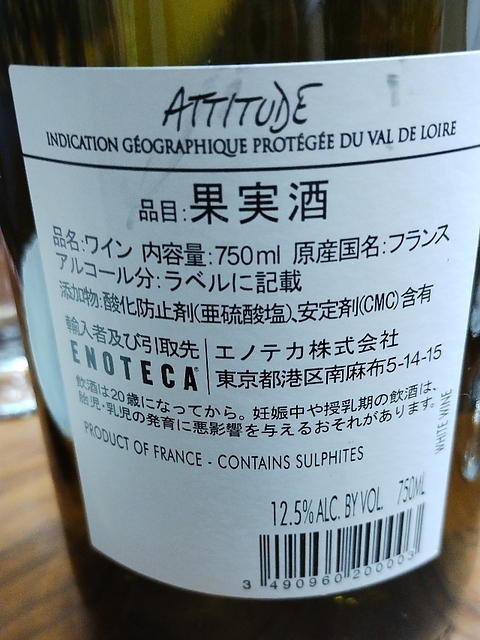 ATTITUDE
INDICATION GÉOGRAPHIQUE PROTÉGÉE DU VAL DE LOIRE
品目:果実酒
品名:ワイン 内容量:750ml 原産国名:フランス
アルコール分:ラベルに記載
添加物:酸化防止剤(亜硫酸塩)、安定剤(CMC)含有
輸入者及び引取先
ENOTECA
エノテカ株式会社
東京都港区南麻布5-14-15
飲酒は20歳になってから。妊娠中や授乳期の飲酒は、
胎児・乳児の発育に悪影響を与えるおそれがあります。
WHITE WINE
PRODUCT OF FRANCE - CONTAINS SULPHITES
12.5% ALC. BY VOL. 750ML
3 490960 200003